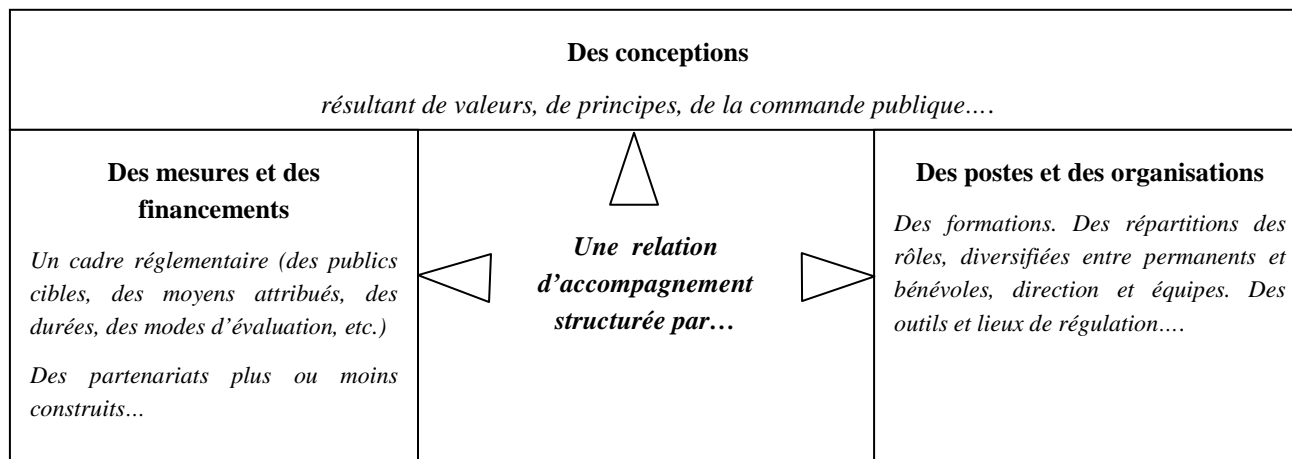 Des conceptions
résultant de valeurs, de principes, de la commande publique….
Des mesures et des
financements
Un cadre réglementaire (des publics
cibles, des moyens attribués, des
durées, des modes d’évaluation, etc.)
Des partenariats plus ou moins
construits…
Une relation
d’accompagnement
structurée par…
Des postes et des organisations
Des formations. Des répartitions des
rôles, diversifiées entre permanents et
bénévoles, direction et équipes. Des
outils et lieux de régulation….